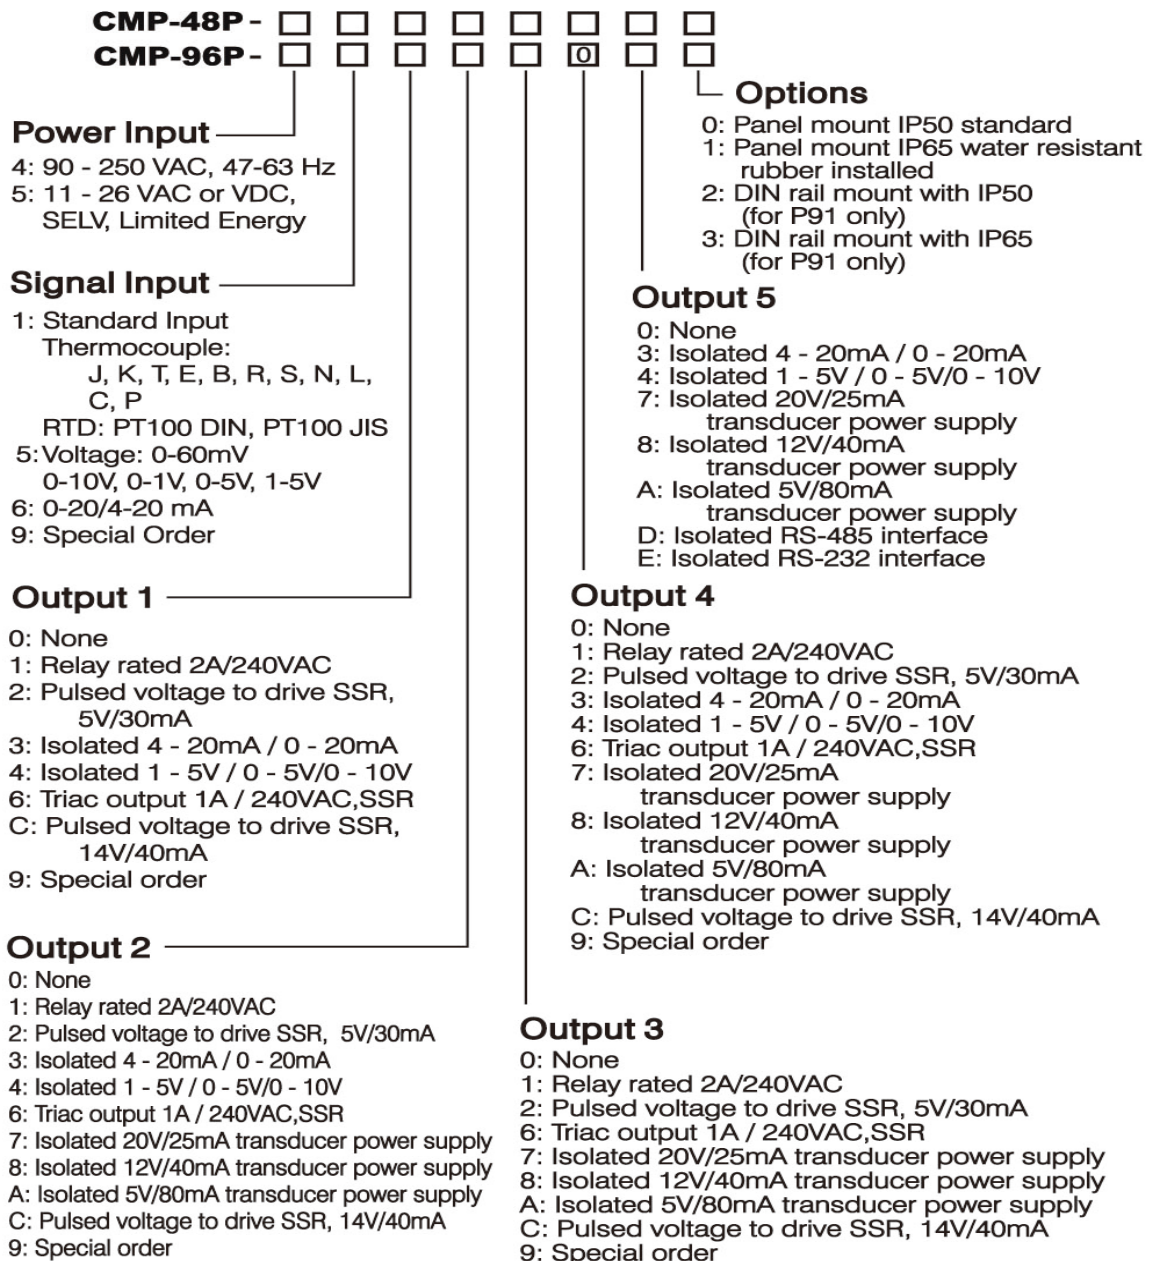 CMP-48P-
CMP-96P- 0
Power Input
4: 90 - 250 VAC, 47-63 Hz
5: 11 - 26 VAC or VDC,
SELV, Limited Energy
Signal Input
1: Standard Input
Thermocouple:
J, K, T, E, B, R, S, N, L,
C, P
RTD: PT100 DIN, PT100 JIS
5:Voltage: 0-60mV
0-10V, 0-1V, 0-5V, 1-5V
6: 0-20/4-20 mA
9: Special Order
Output 1
0: None
1: Relay rated 2A/240VAC
2: Pulsed voltage to drive SSR,
5V/30mA
3: Isolated 4 - 20mA / 0 - 20mA
4: Isolated 1 - 5V / 0 - 5V/0 - 10V
6: Triac output 1A / 240VAC,SSR
C: Pulsed voltage to drive SSR,
14V/40mA
9: Special order
Output 2
0: None
1: Relay rated 2A/240VAC
2: Pulsed voltage to drive SSR, 5V/30mA
3: Isolated 4 - 20mA / 0 - 20mA
4: Isolated 1 - 5V / 0 - 5V/0 - 10V
6: Triac output 1A / 240VAC,SSR
7: Isolated 20V/25mA transducer power supply
8: Isolated 12V/40mA transducer power supply
A: Isolated 5V/80mA transducer power supply
C: Pulsed voltage to drive SSR, 14V/40mA
9: Special order
Options
0: Panel mount IP50 standard
1: Panel mount IP65 water resistant
rubber installed
2: DIN rail mount with IP50
(for P91 only)
3: DIN rail mount with IP65
(for P91 only)
Output 5
0: None
3: Isolated 4 - 20mA / 0 - 20mA
4: Isolated 1 - 5V / 0 - 5V/0 - 10V
7: Isolated 20V/25mA
transducer power supply
8: Isolated 12V/40mA
transducer power supply
A: Isolated 5V/80mA
transducer power supply
D: Isolated RS-485 interface
E: Isolated RS-232 interface
Output 4
0: None
1: Relay rated 2A/240VAC
2: Pulsed voltage to drive SSR, 5V/30mA
3: Isolated 4 - 20mA / 0 - 20mA
4: Isolated 1 - 5V / 0 - 5V/0 - 10V
6: Triac output 1A / 240VAC,SSR
7: Isolated 20V/25mA
transducer power supply
8: Isolated 12V/40mA
transducer power supply
A: Isolated 5V/80mA
transducer power supply
C: Pulsed voltage to drive SSR, 14V/40mA
9: Special order
Output 3
0: None
1: Relay rated 2A/240VAC
2: Pulsed voltage to drive SSR, 5V/30mA
6: Triac output 1A / 240VAC,SSR
7: Isolated 20V/25mA transducer power supply
8: Isolated 12V/40mA transducer power supply
A: Isolated 5V/80mA transducer power supply
C: Pulsed voltage to drive SSR, 14V/40mA
9: Special order